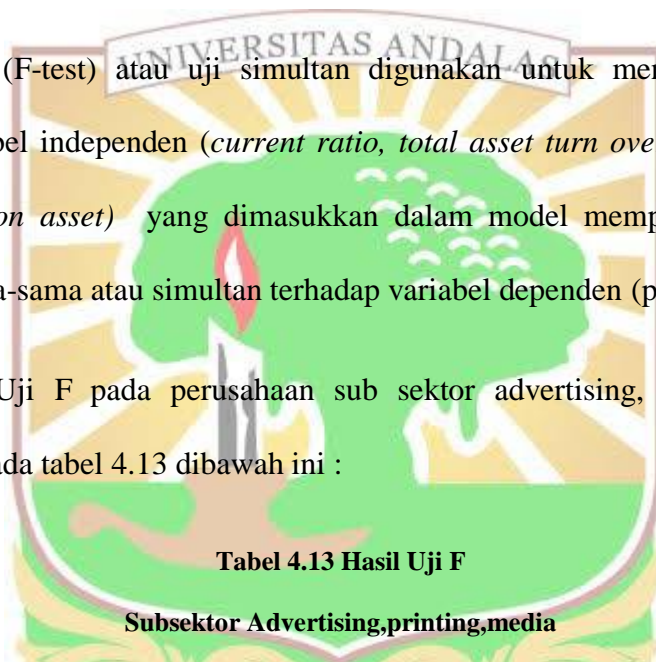 UNIVERSITAS ANDALAS
(F-test) atau uji simultan digunakan untuk men
bel independen (current ratio, total asset turn ove
on asset) yang dimasukkan dalam model memp
a-sama atau simultan terhadap variabel dependen (p
Uji F pada perusahaan sub sektor advertising,
ada tabel 4.13 dibawah ini :
Tabel 4.13 Hasil Uji F
Subsektor Advertising,printing,media